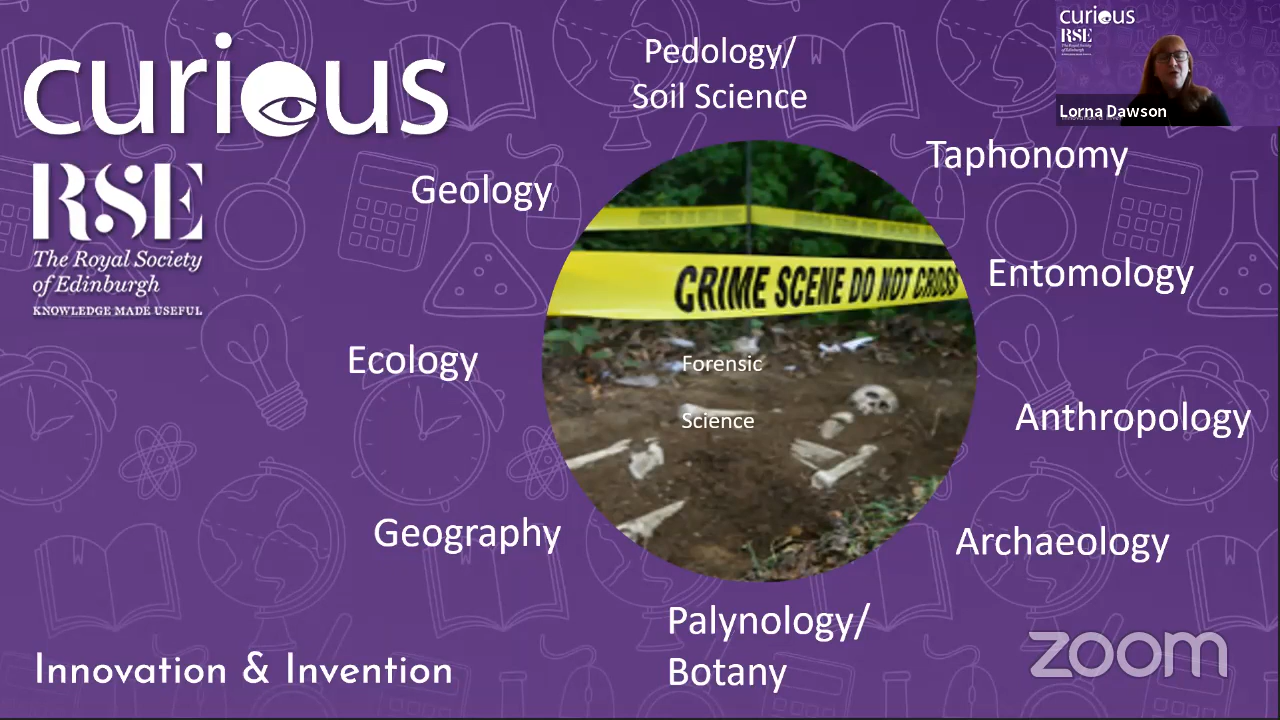 curious
RSE
The Royal Society
of Edinburgh
KNOWLEDGE MADE USEFUL
Pedology/
Soil Science
curious
RSE
Lorna Dawson
Taphonomy
Geology
Entomology
CRIME SCENE DO NOT CROSS
Forensic
Science
Ecology
Anthropology
Geography
Archaeology
Palynology/
Botany
Innovation & Invention
zoom